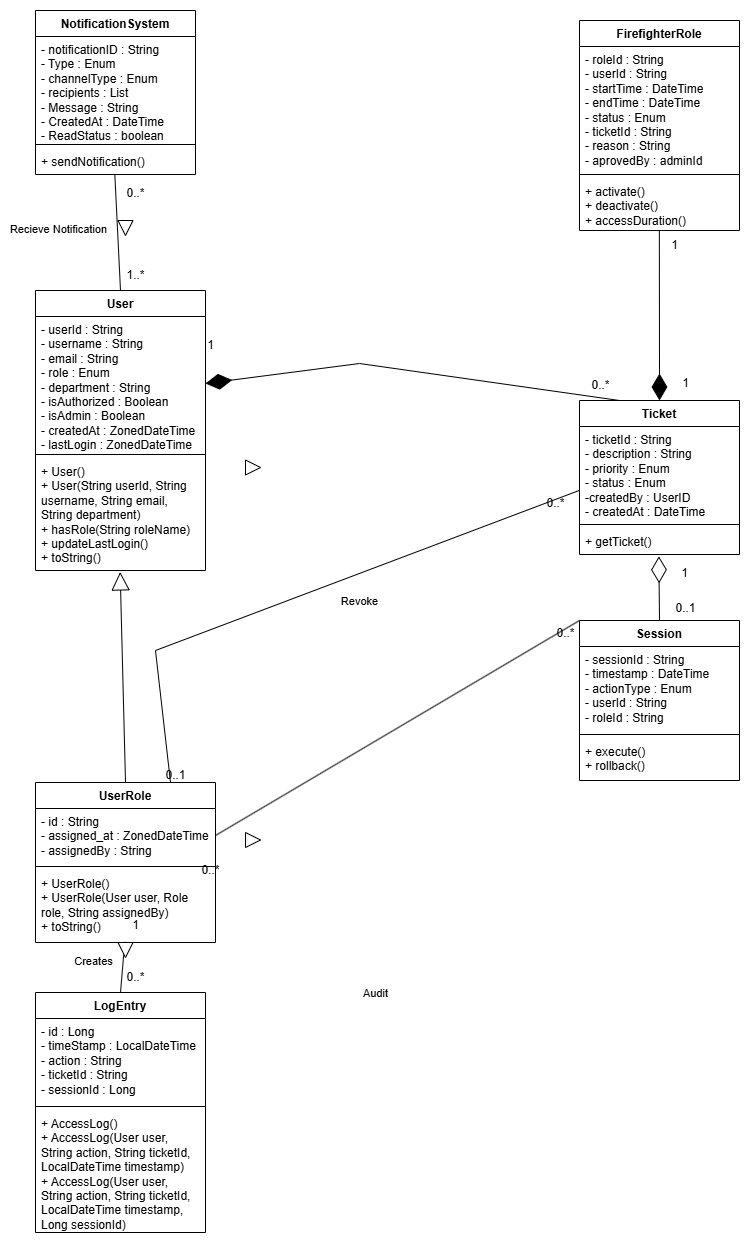 NotificationSystem
- notificationID : String
- Type : Enum
- channelType : Enum
- recipients : List
- Message : String
- CreatedAt : DateTime
- ReadStatus : boolean
+ sendNotification()
0..*
Recieve Notification
1..*
User
- userId : String
- username : String
- email : String
- role : Enum
- department : String
- isAuthorized : Boolean
- isAdmin : Boolean
- createdAt : ZonedDateTime
- lastLogin : ZonedDateTime
+ User()
+ User(String userId, String
username, String email,
String department)
+ hasRole(String roleName)
+ updateLastLogin()
+ toString()
1
0..*
FirefighterRole
- roleId : String
- userId : String
- startTime : DateTime
- endTime : DateTime
- status : Enum
- ticketId : String
- reason : String
- aprovedBy : adminId
+ activate()
+ deactivate()
+ accessDuration()
1
1
Ticket
- ticketId : String
- description : String
- priority : Enum
- status : Enum
-createdBy : UserID
- createdAt : DateTime
+ getTicket()
0..*
Revoke
0..1
1
0..1
Session
- sessionId : String
- timestamp : DateTime
- actionType : Enum
- userId : String
- roleId : String
+ execute()
+ rollback()
0..*
UserRole
- id : String
- assigned_at : ZonedDateTime
- assignedBy : String
0..*
+ UserRole()
+ UserRole(User user, Role
role, String assignedBy)
+ toString()
1
Creates
0..*
Audit
LogEntry
- id : Long
- timeStamp : LocalDateTime
- action : String
- ticketId : String
- sessionId : Long
+ AccessLog()
+ AccessLog(User user,
String action, String ticketId,
LocalDateTime timestamp)
+ AccessLog(User user,
String action, String ticketId,
LocalDateTime timestamp,
Long sessionId)